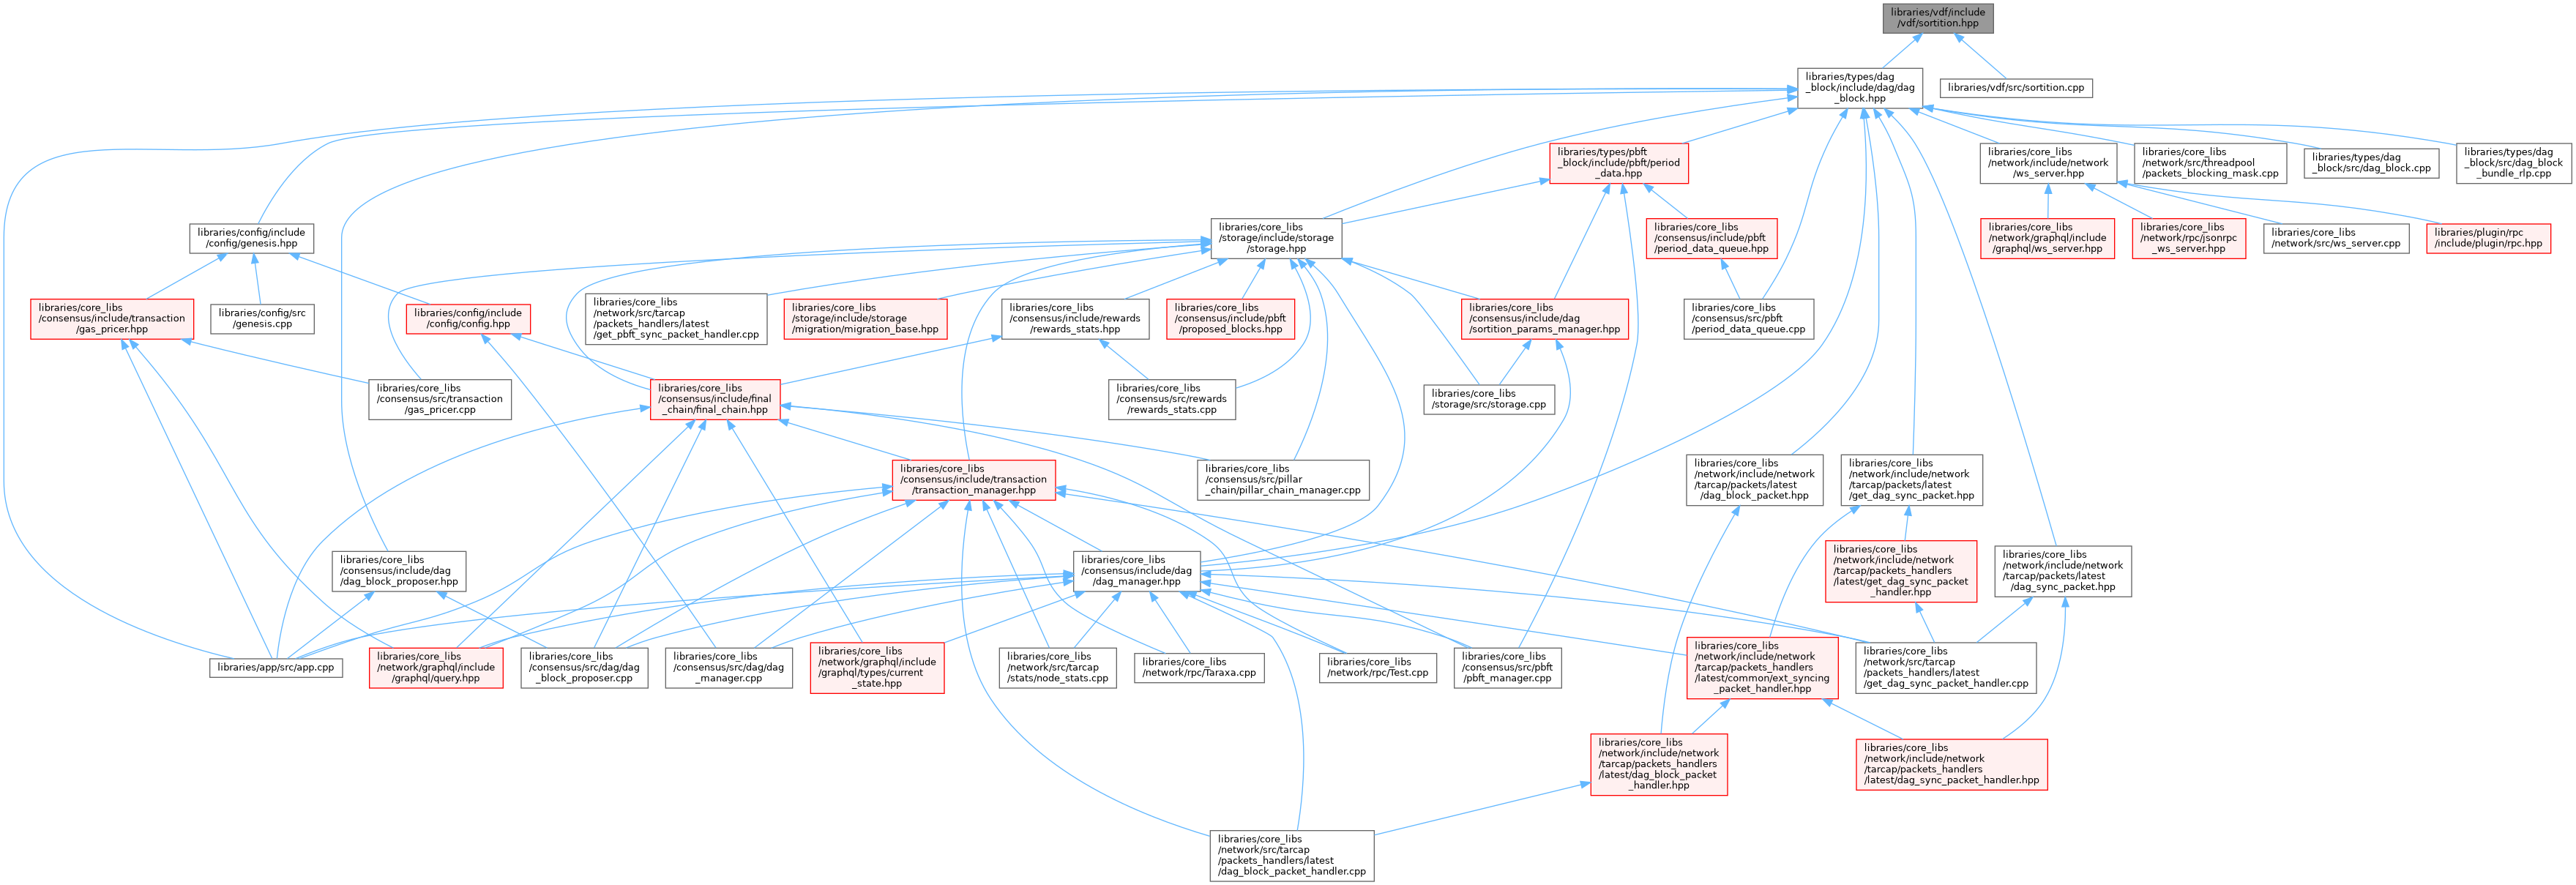 libraries/vdf/include
/vdf/sortition.hpp
libraries/types/dag
_block/include/dag/dag
_block.hpp
libraries/vdf/src/sortition.cpp
libraries/types/pbft
_block/include/pbft/period
_data.hpp
libraries/core_libs
/network/include/network
/ws_server.hpp
libraries/core_libs
/network/src/threadpool
/packets_blocking_mask.cpp
libraries/types/dag
_block/src/dag_block.cpp
libraries/types/dag
_block/src/dag_block
_bundle_rlp.cpp
libraries/config/include
/config/genesis.hpp
libraries/core_libs
/storage/include/storage
/storage.hpp
libraries/core_libs
/consensus/include/pbft
/period_data_queue.hpp
libraries/core_libs
/network/graphql/include
/graphql/ws_server.hpp
libraries/core_libs
/network/rpc/jsonrpc
_ws_server.hpp
libraries/core_libs
/network/src/ws_server.cpp
libraries/plugin/rpc
/include/plugin/rpc.hpp
libraries/core_libs
/consensus/include/transaction
/gas_pricer.hpp
libraries/config/src
/genesis.cpp
libraries/config/include
/config/config.hpp
libraries/core_libs
/network/src/tarcap
/packets_handlers/latest
/get_pbft_sync_packet_handler.cpp
libraries/core_libs
/storage/include/storage
/migration/migration_base.hpp
libraries/core_libs
/consensus/include/rewards
/rewards_stats.hpp
libraries/core_libs
/consensus/include/pbft
/proposed_blocks.hpp
libraries/core_libs
/consensus/include/dag
/sortition_params_manager.hpp
libraries/core_libs
/consensus/src/pbft
/period_data_queue.cpp
libraries/core_libs
/consensus/src/transaction
/gas_pricer.cpp
libraries/core_libs
/consensus/include/final
_chain/final_chain.hpp
libraries/core_libs
/consensus/src/rewards
/rewards_stats.cpp
libraries/core_libs
/storage/src/storage.cpp
libraries/core_libs
/consensus/include/transaction
/transaction_manager.hpp
libraries/core_libs
/consensus/src/pillar
_chain/pillar_chain_manager.cpp
libraries/core_libs
/network/include/network
/tarcap/packets/latest
/dag_block_packet.hpp
libraries/core_libs
/network/include/network
/tarcap/packets/latest
/get_dag_sync_packet.hpp
libraries/core_libs
/consensus/include/dag
/dag_block_proposer.hpp
libraries/core_libs
/consensus/include/dag
/dag_manager.hpp
libraries/core_libs
/network/include/network
/tarcap/packets_handlers
/latest/get_dag_sync_packet
_handler.hpp
libraries/core_libs
/network/include/network
/tarcap/packets/latest
/dag_sync_packet.hpp
libraries/app/src/app.cpp
libraries/core_libs
/network/graphql/include
/graphql/query.hpp
libraries/core_libs
/consensus/src/dag/dag
_block_proposer.cpp
libraries/core_libs
/consensus/src/dag/dag
_manager.cpp
libraries/core_libs
/network/graphql/include
/graphql/types/current
_state.hpp
libraries/core_libs
/network/src/tarcap
/stats/node_stats.cpp
libraries/core_libs
/network/rpc/Taraxa.cpp
libraries/core_libs
/network/rpc/Test.cpp
libraries/core_libs
/consensus/src/pbft
/pbft_manager.cpp
libraries/core_libs
/network/include/network
/tarcap/packets_handlers
/latest/common/ext_syncing
_packet_handler.hpp
libraries/core_libs
/network/src/tarcap
/packets_handlers/latest
/get_dag_sync_packet_handler.cpp
libraries/core_libs
/network/include/network
/tarcap/packets_handlers
/latest/dag_block_packet
_handler.hpp
libraries/core_libs
/network/include/network
/tarcap/packets_handlers
/latest/dag_sync_packet_handler.hpp
libraries/core_libs
/network/src/tarcap
/packets_handlers/latest
/dag_block_packet_handler.cpp